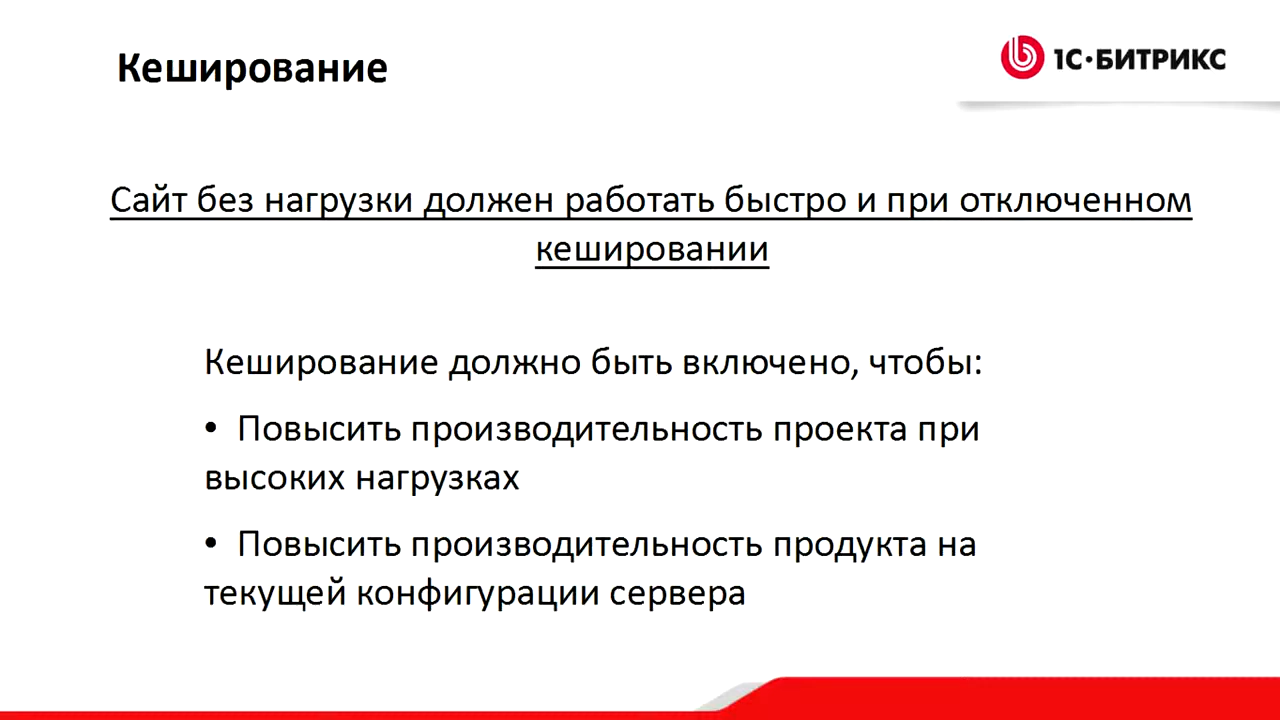 Кеширование
1С·БИТРИКС
Сайт без нагрузки должен работать быстро и при отключенном
кешировании
Кеширование должно быть включено, чтобы:
• Повысить производительность проекта при
высоких нагрузках
• Повысить производительность продукта на
текущей конфигурации сервера